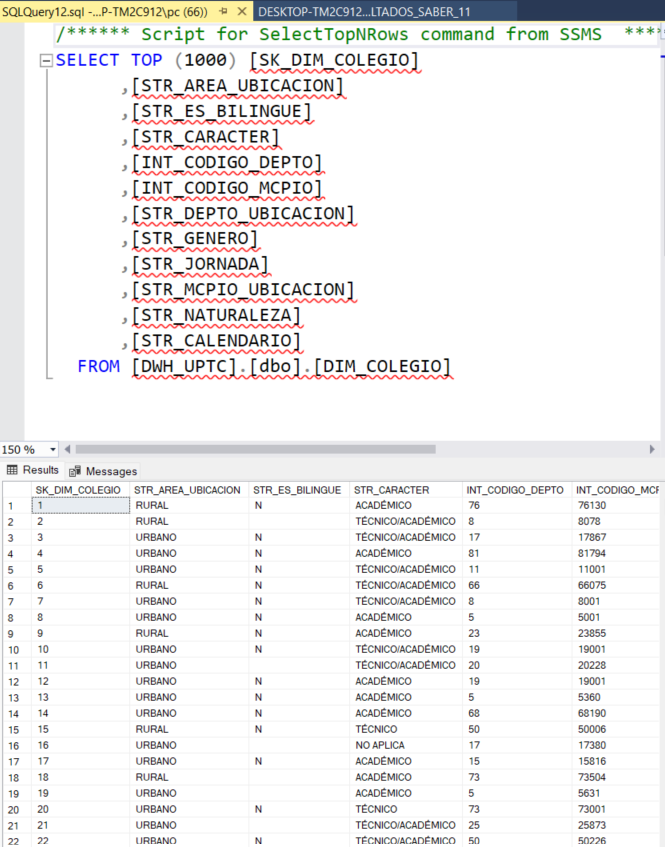 SQLQuery12.sql -...P-TM2C912\pc (66)) DESKTOP-TM2C912...LTADOS_SABER_11
/****** Script for SelectTopNRows command from SSMS ****
SELECT TOP (1000) [SK_DIM_COLEGIO]
,[STR_AREA_UBICACION]
,[STR_ES_BILINGUE]
,[STR_CARACTER]
,[INT_CODIGO_DEPTO]
,[INT_CODIGO_MCPIO]
,[STR_DEPTO_UBICACION]
,[STR_GENERO]
,[STR_JORNADA]
,[STR_MCPIO_UBICACION]
,[STR_NATURALEZA]
,[STR_CALENDARIO]
FROM [DWH_UPTC].[dbo].[DIM_COLEGIO]
150 %
Results Messages
SK_DIM_COLEGIO STR_AREA_UBICACION STR_ES_BILINGUE STR_CARACTER INT_CODIGO_DEPTO INT_CODIGO_MCP
1 1 RURAL N ACADÉMICO 76 76130
2 2 RURAL TÉCNICO/ACADÉMICO 8 8078
3 3 URBANO N TÉCNICO/ACADÉMICO 17 17867
4 4 URBANO N ACADÉMICO 81 81794
5 5 URBANO N TÉCNICO/ACADÉMICO 11 11001
6 6 RURAL N TÉCNICO/ACADÉMICO 66 66075
7 7 URBANO N TÉCNICO/ACADÉMICO 8 8001
8 8 URBANO N ACADÉMICO 5 5001
9 9 RURAL N ACADÉMICO 23 23855
10 10 URBANO N TÉCNICO/ACADÉMICO 19 19001
11 11 URBANO TÉCNICO/ACADÉMICO 20 20228
12 12 URBANO N ACADÉMICO 19 19001
13 13 URBANO N ACADÉMICO 5 5360
14 14 URBANO N ACADÉMICO 68 68190
15 15 RURAL N TÉCNICO 50 50006
16 16 URBANO NO APLICA 17 17380
17 17 URBANO N ACADÉMICO 15 15816
18 18 RURAL ACADÉMICO 73 73504
19 19 URBANO ACADÉMICO 5 5631
20 20 URBANO N TÉCNICO 73 73001
21 21 URBANO TÉCNICO/ACADÉMICO 25 25873
22 22 URBANO N TÉCNICO/ACADÉMICO 50 50226